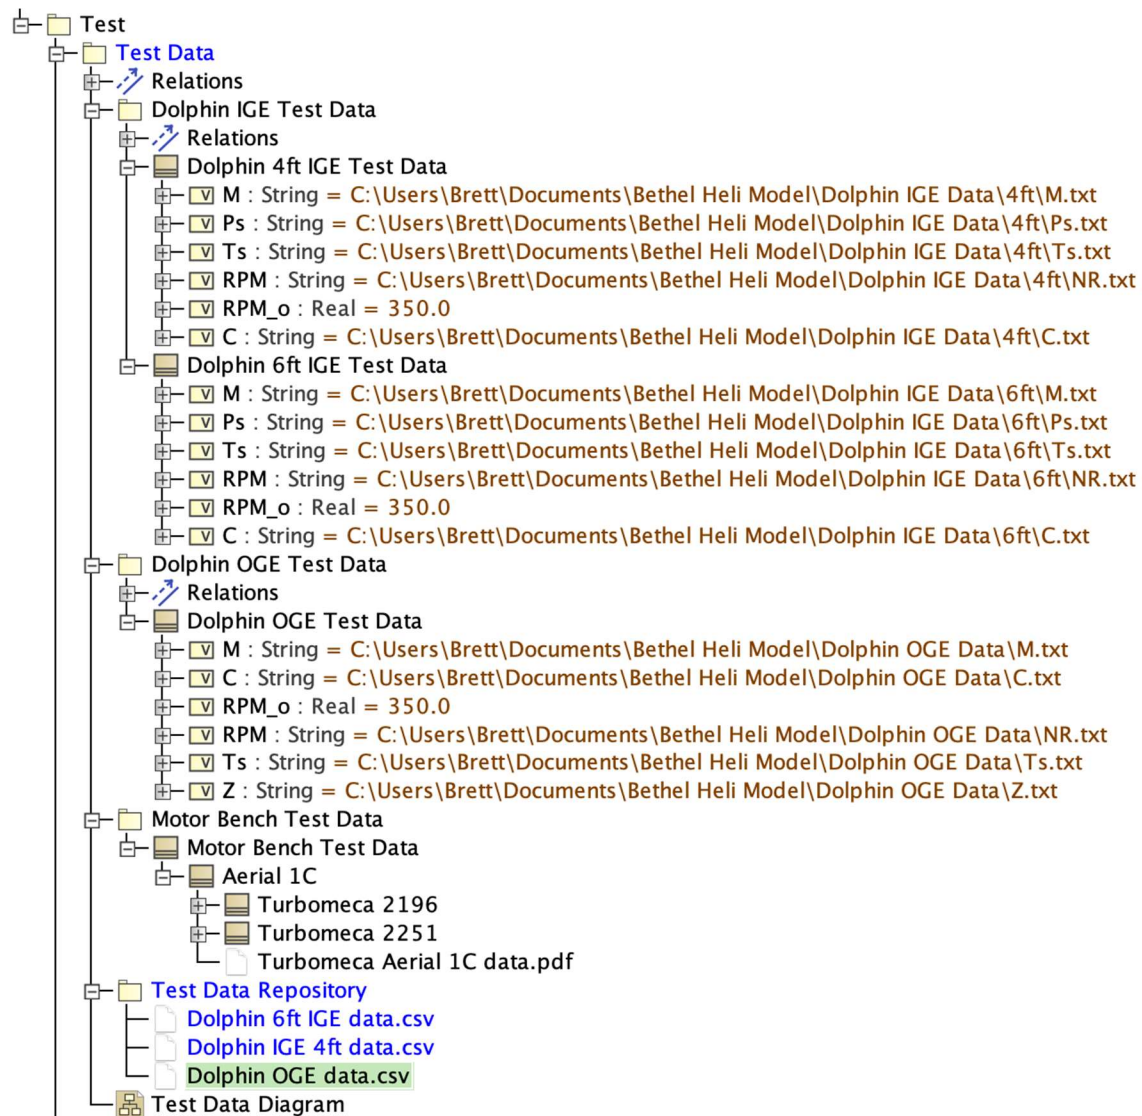 Test
Test Data
Relations
Dolphin IGE Test Data
Relations
Dolphin 4ft IGE Test Data
V M : String = C:\Users\Brett\Documents\Bethel Heli Model\Dolphin IGE Data\4ft\M.txt
V Ps : String = C:\Users\Brett\Documents\Bethel Heli Model\Dolphin IGE Data\4ft\Ps.txt
V Ts : String = C:\Users\Brett\Documents\Bethel Heli Model\Dolphin IGE Data\4ft\Ts.txt
V RPM : String = C:\Users\Brett\Documents\Bethel Heli Model\Dolphin IGE Data\4ft\NR.txt
V RPM_o : Real = 350.0
V C : String = C:\Users\Brett\Documents\Bethel Heli Model\Dolphin IGE Data\4ft\C.txt
Dolphin 6ft IGE Test Data
V M : String = C:\Users\Brett\Documents\Bethel Heli Model\Dolphin IGE Data\6ft\M.txt
V Ps : String = C:\Users\Brett\Documents\Bethel Heli Model\Dolphin IGE Data\6ft\Ps.txt
V Ts : String = C:\Users\Brett\Documents\Bethel Heli Model\Dolphin IGE Data\6ft\Ts.txt
V RPM : String = C:\Users\Brett\Documents\Bethel Heli Model\Dolphin IGE Data\6ft\NR.txt
V RPM_o : Real = 350.0
V C : String = C:\Users\Brett\Documents\Bethel Heli Model\Dolphin IGE Data\6ft\C.txt
Dolphin OGE Test Data
Relations
Dolphin OGE Test Data
V M : String = C:\Users\Brett\Documents\Bethel Heli Model\Dolphin OGE Data\M.txt
V C : String = C:\Users\Brett\Documents\Bethel Heli Model\Dolphin OGE Data\C.txt
V RPM_o : Real = 350.0
V RPM : String = C:\Users\Brett\Documents\Bethel Heli Model\Dolphin OGE Data\NR.txt
V Ts : String = C:\Users\Brett\Documents\Bethel Heli Model\Dolphin OGE Data\Ts.txt
V Z : String = C:\Users\Brett\Documents\Bethel Heli Model\Dolphin OGE Data\Z.txt
Motor Bench Test Data
Motor Bench Test Data
Aerial 1C
Turbomeca 2196
Turbomeca 2251
Turbomeca Aerial 1C data.pdf
Test Data Repository
Dolphin 6ft IGE data.csv
Dolphin IGE 4ft data.csv
Dolphin OGE data.csv
Test Data Diagram